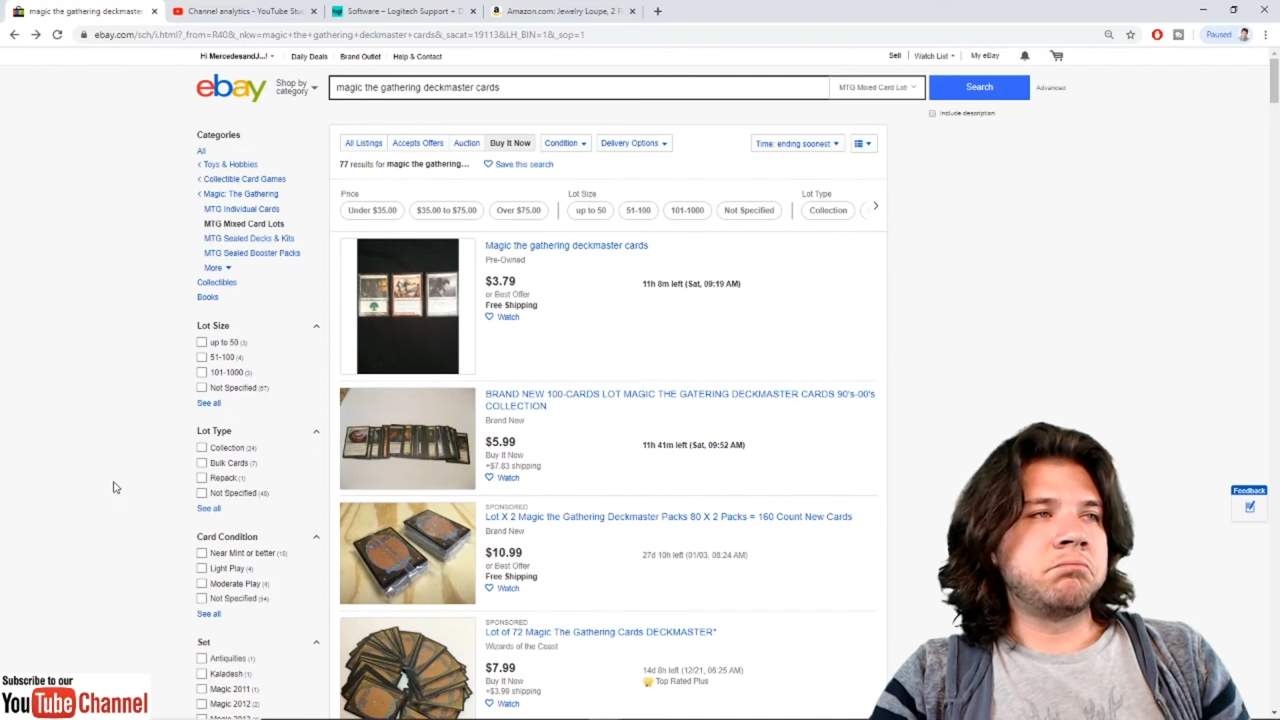 magic the gathering deckmaster
Channel analytics - YouTube Stu
Software – Logitech Support + D
Amazon.com: Jewelry Loupe, 2 P
ebay.com/sch/i.html?_from=R40&_nkw=magic+the+gathering+deckmaster+cards&_sacat=19113&LH_BIN=1&_sop=1
Paused
Hi MercedesandJ...!
Daily Deals
Brand Outlet
Help & Contact
Sell
Watch List
My eBay
ebay
Shop by
category
magic the gathering deckmaster cards
MTG Mixed Card Lots
Search
Advanced
Include description
Categories
All
< Toys & Hobbies
< Collectible Card Games
< Magic: The Gathering
MTG Individual Cards
MTG Mixed Card Lots
MTG Sealed Decks & Kits
MTG Sealed Booster Packs
More
Collectibles
Books
Lot Size
up to 50 (3)
51-100 (4)
101-1000 (3)
Not Specified (67)
See all
Lot Type
Collection (24)
Bulk Cards (7)
Repack (1)
Not Specified (45)
See all
Card Condition
Near Mint or better (15)
Light Play (4)
Moderate Play (4)
Not Specified (54)
See all
Set
Antiquities (1)
Kaladesh (1)
Magic 2011 (1)
Magic 2012 (2)
All Listings
Accepts Offers
Auction
Buy It Now
Condition
Delivery Options
Time: ending soonest
77 results for magic the gathering...
Save this search
Price
Lot Size
Lot Type
Under $35.00
$35.00 to $75.00
Over $75.00
up to 50
51-100
101-1000
Not Specified
Collection
Magic the gathering deckmaster cards
Pre-Owned
$3.79
or Best Offer
Free Shipping
Watch
11h 8m left (Sat, 09:19 AM)
BRAND NEW 100-CARDS LOT MAGIC THE GATERING DECKMASTER CARDS 90's-00's
COLLECTION
Brand New
$5.99
Buy It Now
+$7.83 shipping
Watch
11h 41m left (Sat, 09:52 AM)
SPONSORED
Lot X 2 Magic the Gathering Deckmaster Packs 80 X 2 Packs = 160 Count New Cards
Brand New
$10.99
or Best Offer
Free Shipping
Watch
27d 10h left (01/03, 08:24 AM)
SPONSORED
Lot of 72 Magic The Gathering Cards DECKMASTER*
Wizards of the Coast
$7.99
Buy It Now
+$3.99 shipping
Watch
14d 8h left (12/21, 06:25 AM)
Top Rated Plus
Feedback
Subscribe to our
YouTube Channel